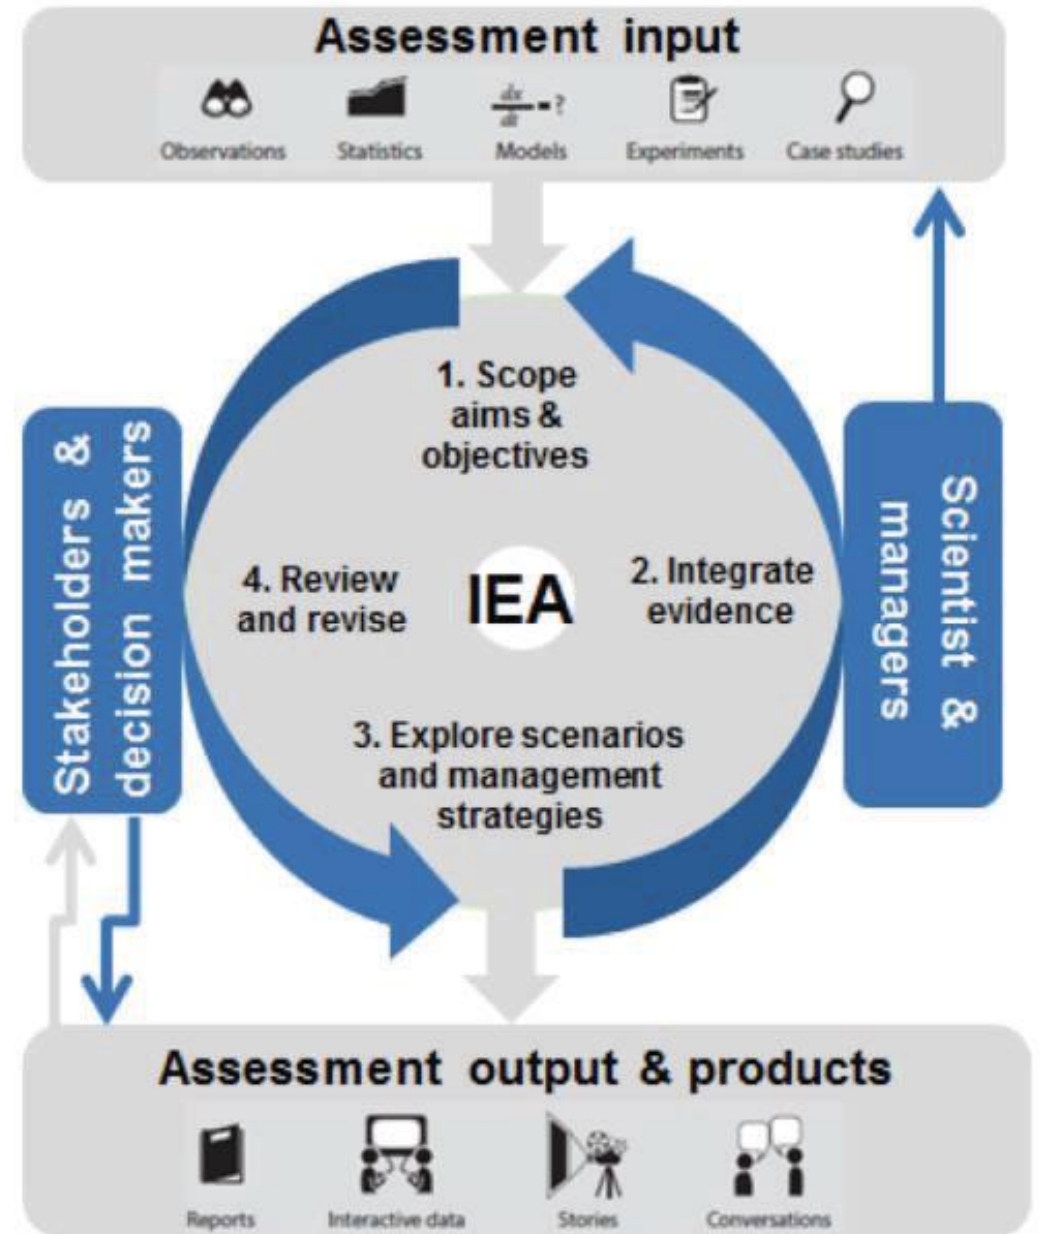 Assessment input
dx
dt
=?
Observations
Statistics
Models
Experiments
Case studies
1. Scope
aims &
objectives
Stakeholders &
decision makers
4. Review
and revise
IEA
2. Integrate
evidence
Scientist &
managers
3. Explore scenarios
and management
strategies
Assessment output & products
Reports
Interactive data
Stories
Conversations